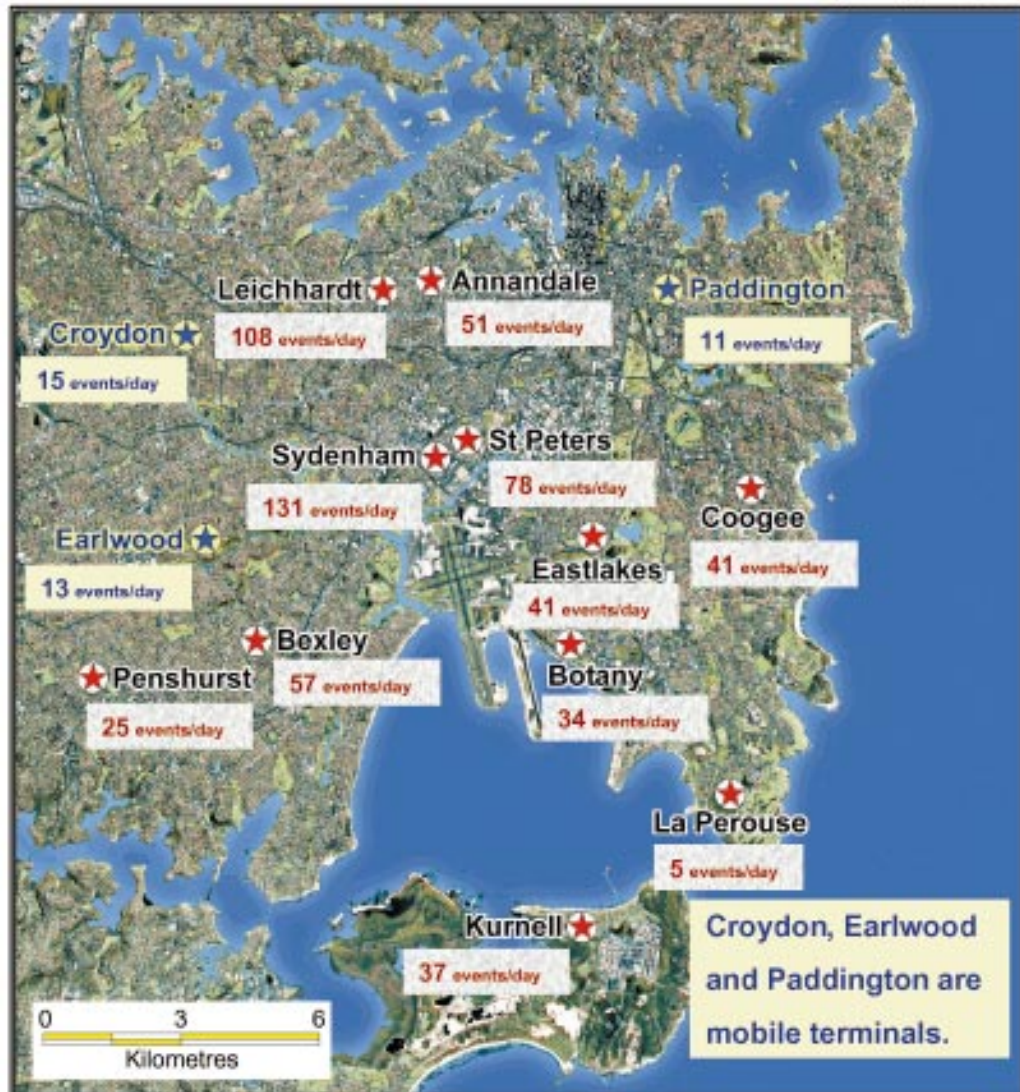 Leichhardt
108 events/day
Annandale
51 events/day
Paddington
11 events/day
Croydon
15 events/day
Sydenham
131 events/day
St Peters
78 events/day
Coogee
41 events/day
Earlwood
13 events/day
Eastlakes
41 events/day
Bexley
57 events/day
Penshurst
25 events/day
Botany
34 events/day
La Perouse
5 events/day
Kurnell
37 events/day
Croydon, Earlwood
and Paddington are
mobile terminals.
0 3 6
Kilometres